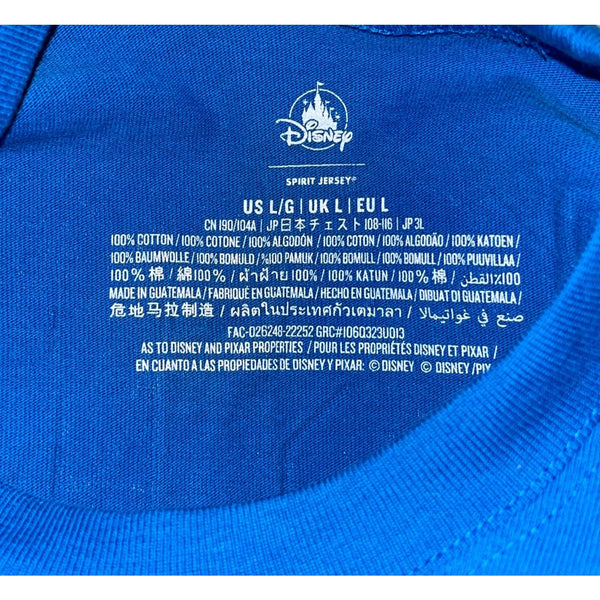 Disney
SPIRIT JERSEY®
US L/G | UK L | EU L
CN 190/104A | JP日本チェスト108-116 | JP 3L
100% COTTON / 100% COTONE / 100% ALGODÓN / 100% COTON / 100% ALGODÃO / 100% KATOEN /
100% BAUMWOLLE / 100% BOMULD / %100 PAMUK / 100% BOMULL / 100% BOMULL / 100% PUUVILLAA /
100% 棉 / 綿 100% / ผ้าฝ้าย 100% / 100% KATUN / 100% 면 / 100٪ القطن /
MADE IN GUATEMALA / FABRIQUÉ EN GUATEMALA / HECHO EN GUATEMALA / DIBUAT DI GUATEMALA /
危地马拉制造 / ผลิตในประเทศกัวเตมาลา / صنع في غواتيمالا
FAC-026248-22252 GRC#1060323U013
AS TO DISNEY AND PIXAR PROPERTIES / POUR LES PROPRIÉTÉS DISNEY ET PIXAR /
EN CUANTO A LAS PROPIEDADES DE DISNEY Y PIXAR: © DISNEY © DISNEY /PIX